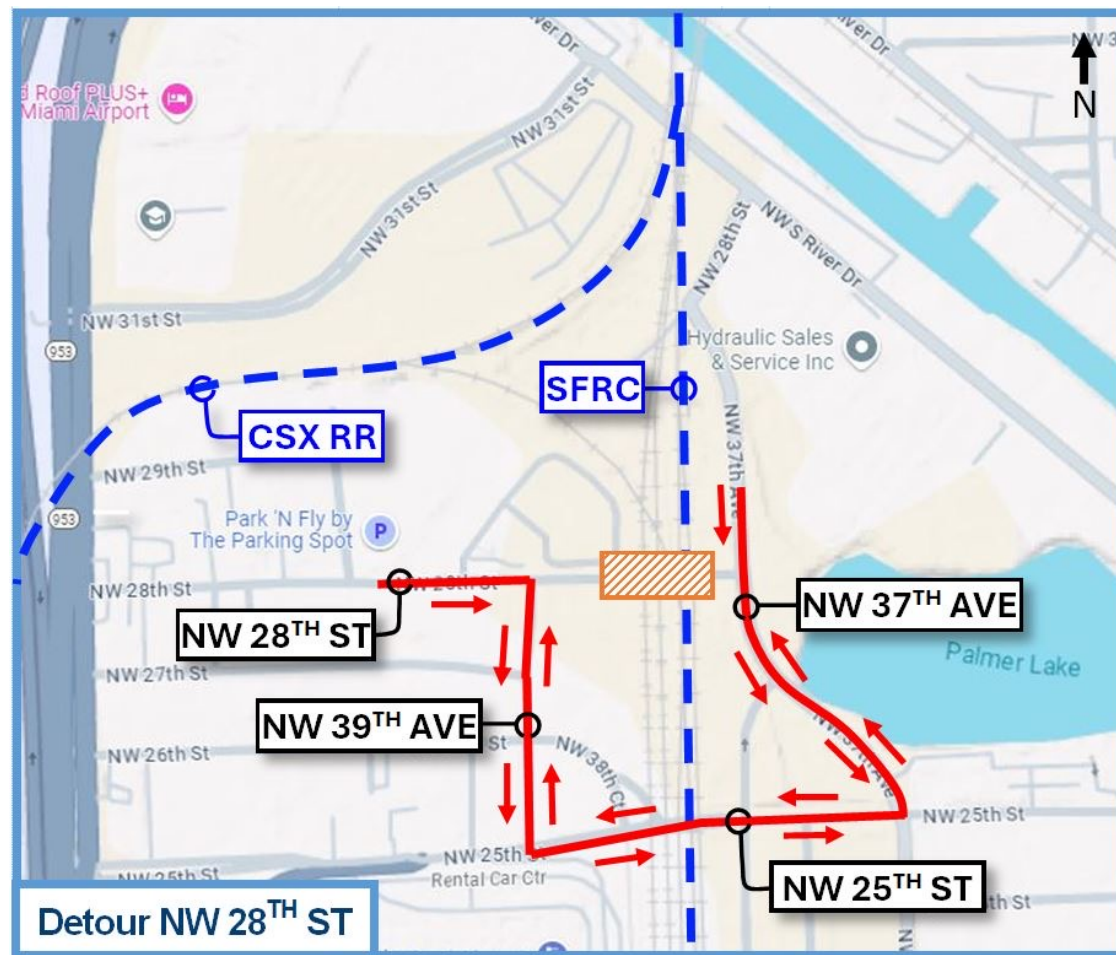 River Dr
River Dr
N
d Roof PLUS+
Miami Airport
NW 31st St
NW 31st St
NW 31st St
NW 28th St
NW S River Dr
953
Hydraulic Sales
& Service Inc
SFRC
CSX RR
NW 29th St
NW 37th Ave
953
Park 'N Fly by
The Parking Spot
P
NW 28th St
NW 28th St
NW 28TH ST
NW 37TH AVE
Palmer Lake
NW 27th St
NW 39TH AVE
NW 26th St
St
NW 38th Ct
NW 37th Ave
NW 25th St
NW 25th St
Rental Car Ctr
NW 25th St
NW 25TH ST
th St
NW
Detour NW 28TH ST